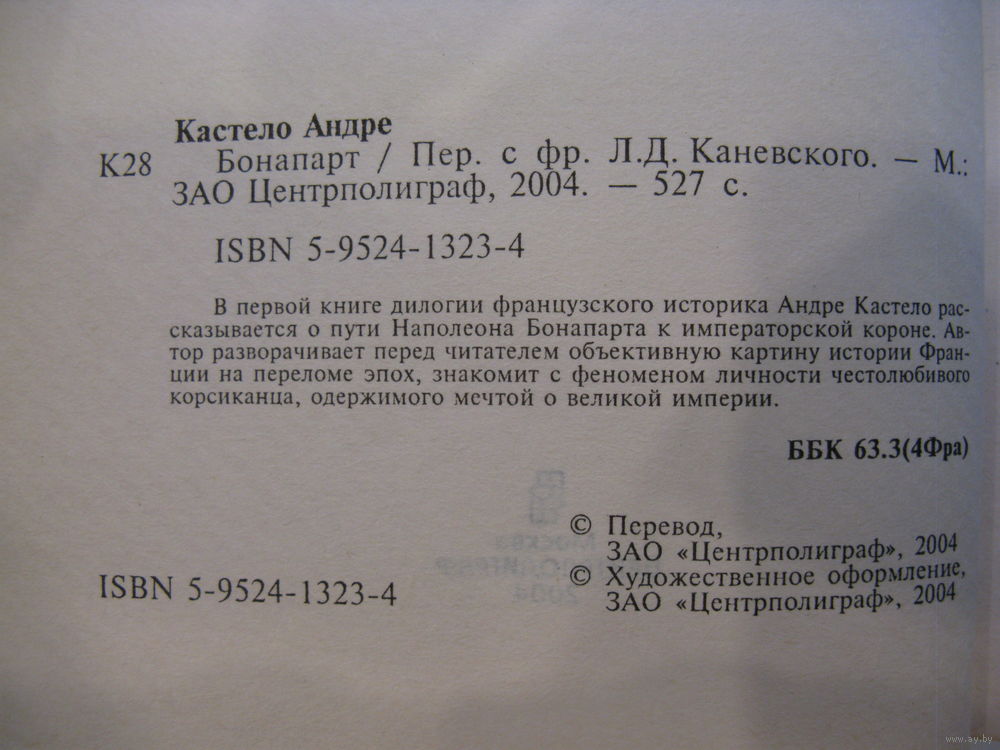 Кастело Андре
К28 Бонапарт / Пер. с фр. Л.Д. Каневского. — М.:
ЗАО Центрполиграф, 2004. — 527 с.
ISBN 5-9524-1323-4
В первой книге дилогии французского историка Андре Кастело рас-
сказывается о пути Наполеона Бонапарта к императорской короне. Ав-
тор разворачивает перед читателем объективную картину истории Фран-
ции на переломе эпох, знакомит с феноменом личности честолюбивого
корсиканца, одержимого мечтой о великой империи.
ББК 63.3(4Фра)
© Перевод,
ЗАО «Центрполиграф», 2004
© Художественное оформление,
ЗАО «Центрполиграф», 2004
ISBN 5-9524-1323-4
www.ay.by